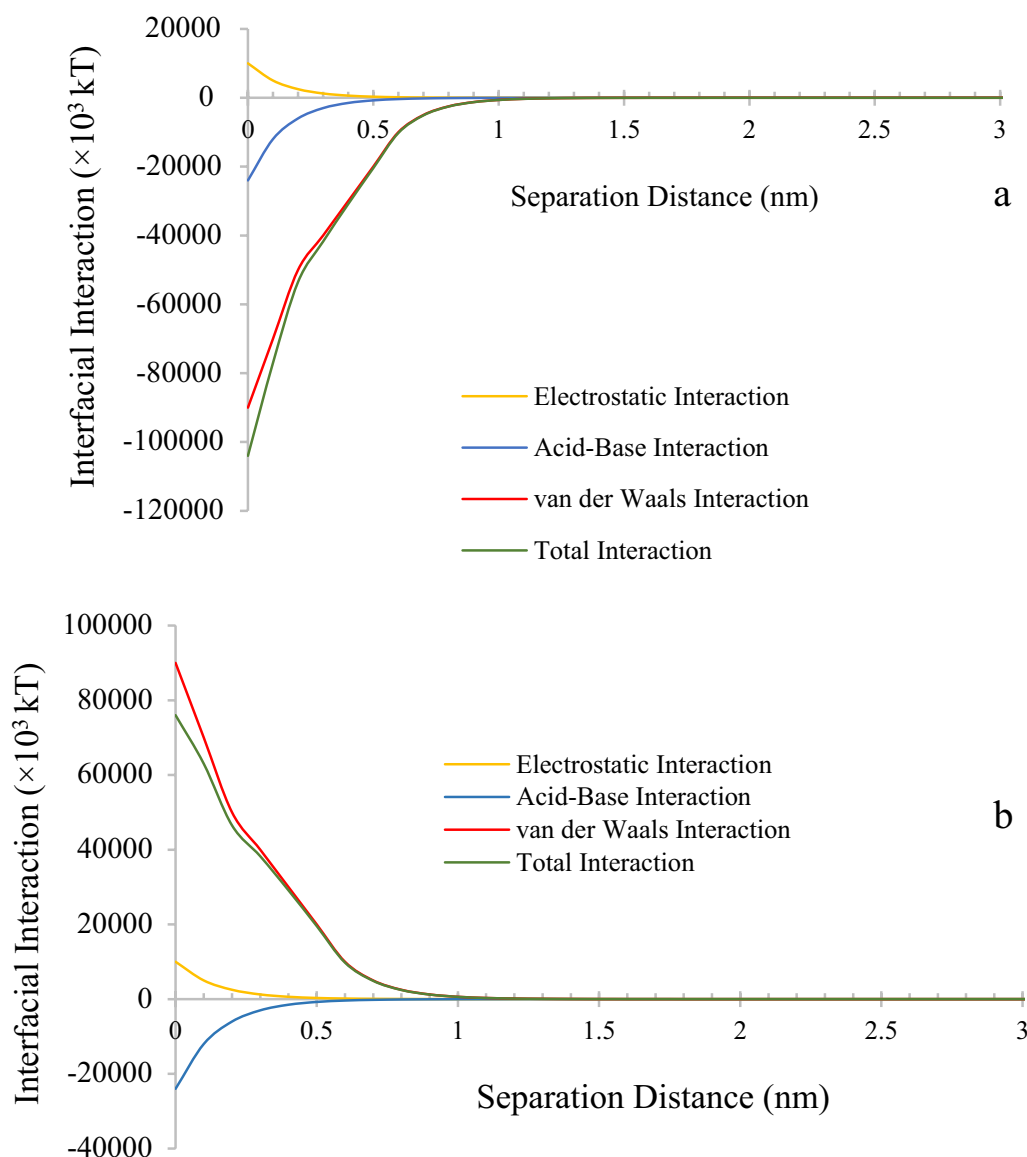 20000
0
-20000
-40000
-60000
-80000
-100000
-120000
0 0.5 1 1.5 2 2.5 3
Interfacial Interaction (×10³ kT)
Separation Distance (nm)
a
Electrostatic Interaction
Acid-Base Interaction
van der Waals Interaction
Total Interaction
100000
80000
60000
40000
20000
0
-20000
-40000
0 0.5 1 1.5 2 2.5 3
Interfacial Interaction (×10³ kT)
Electrostatic Interaction
Acid-Base Interaction
van der Waals Interaction
Total Interaction
b
Separation Distance (nm)